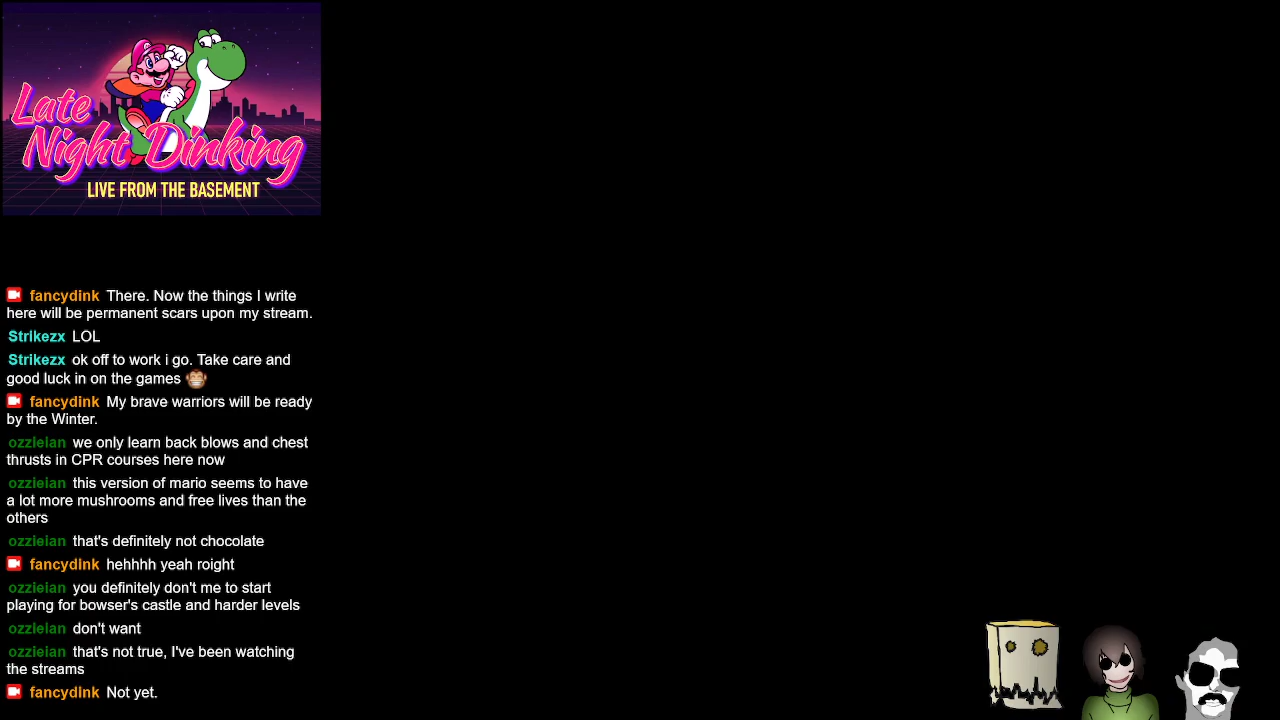 Late
Night Dinking
LIVE FROM THE BASEMENT
fancydink There. Now the things I write
here will be permanent scars upon my stream.
Strikezx LOL
Strikezx ok off to work i go. Take care and
good luck in on the games
fancydink My brave warriors will be ready
by the Winter.
ozzieian we only learn back blows and chest
thrusts in CPR courses here now
ozzieian this version of mario seems to have
a lot more mushrooms and free lives than the
others
ozzieian that's definitely not chocolate
fancydink hehhhh yeah roight
ozzieian you definitely don't me to start
playing for bowser's castle and harder levels
ozzieian don't want
ozzieian that's not true, I've been watching
the streams
fancydink Not yet.